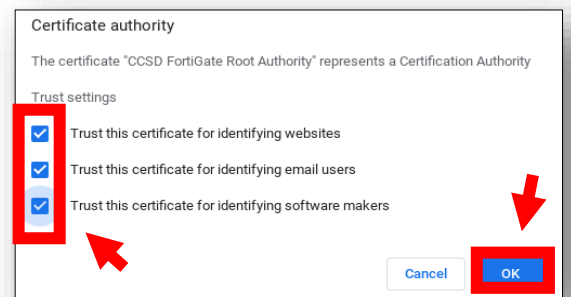 Certificate authority
The certificate "CCSD FortiGate Root Authority" represents a Certification Authority
Trust settings
Trust this certificate for identifying websites
Trust this certificate for identifying email users
Trust this certificate for identifying software makers
Cancel OK